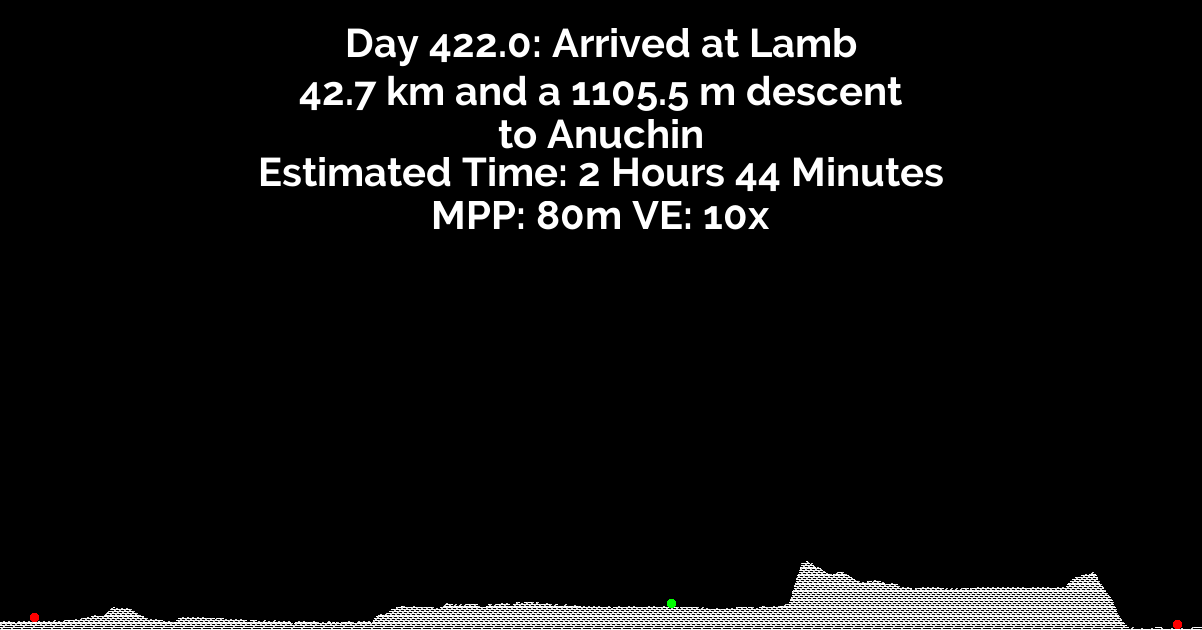 Day 422.0: Arrived at Lamb
42.7 km and a 1105.5 m descent
to Anuchin
Estimated Time: 2 Hours 44 Minutes
MPP: 80m VE: 10x